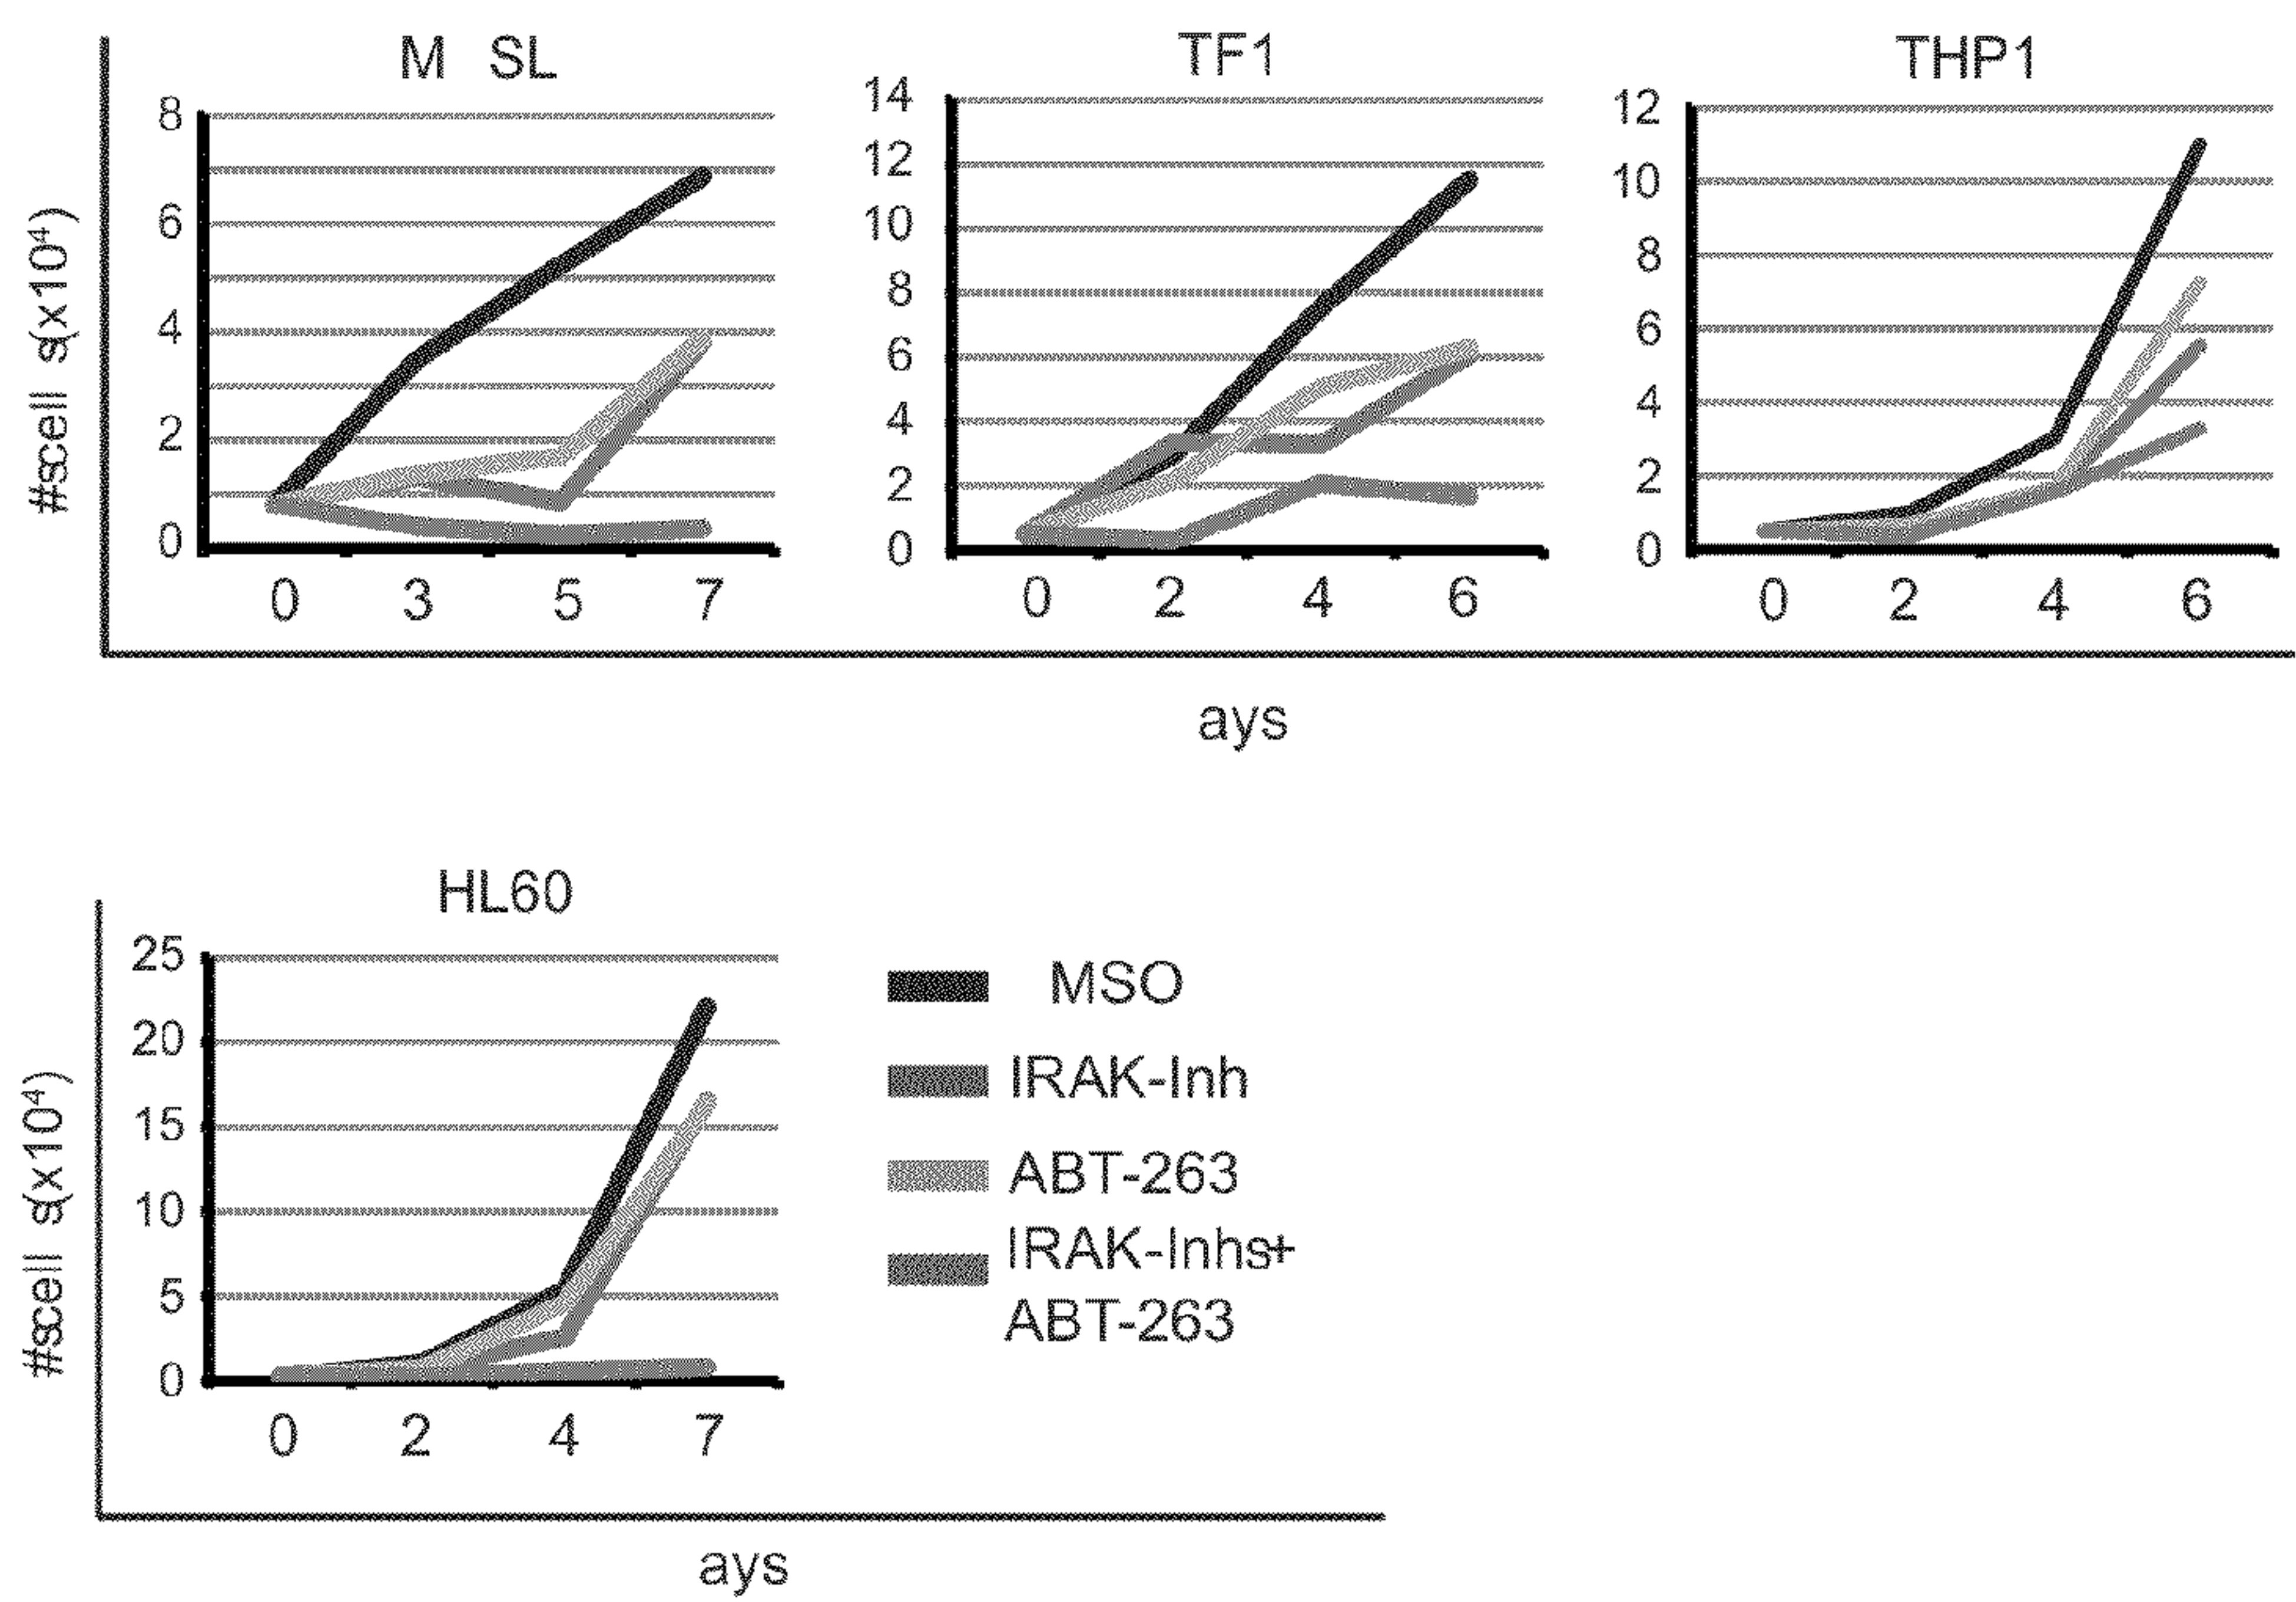 M SL
TF1
THP1
#scell s(x10⁴)
8
6
4
2
0
0 3 5 7
14
12
10
8
6
4
2
0
0 2 4 6
12
10
8
6
4
2
0
0 2 4 6
ays
HL60
#scell s(x10⁴)
25
20
15
10
5
0
0 2 4 7
ays
MSO
IRAK-Inh
ABT-263
IRAK-Inhs+
ABT-263